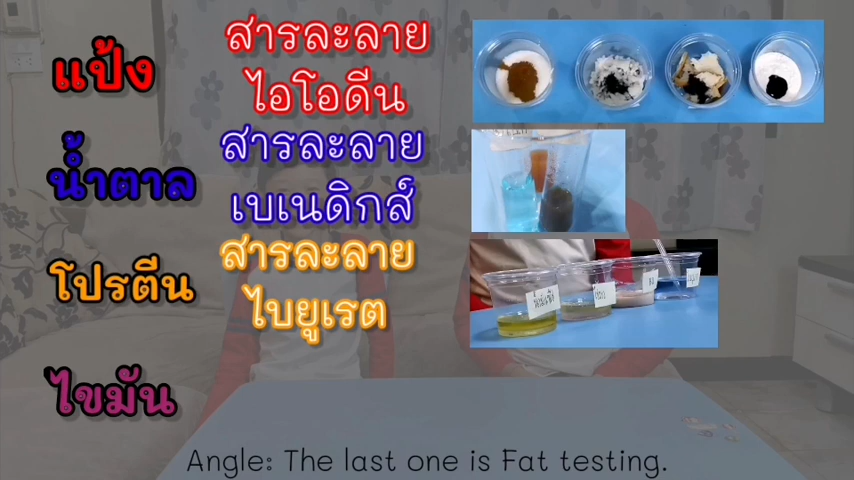 แป้ง
สารละลาย
ไอโอดีน
น้ำตาล
สารละลาย
เบเนดิกส์
โปรตีน
สารละลาย
ไบยูเรต
ไขมัน
Angle: The last one is Fat testing.